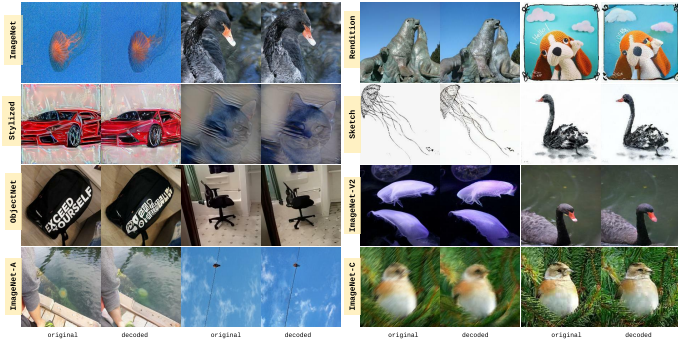 ImageNet
Rendition
Stylized
Sketch
ObjectNet
EXCEED
YOURSELF
ImageNet-V2
ImageNet-A
ImageNet-C
original
decoded
original
decoded
original
decoded
original
decoded